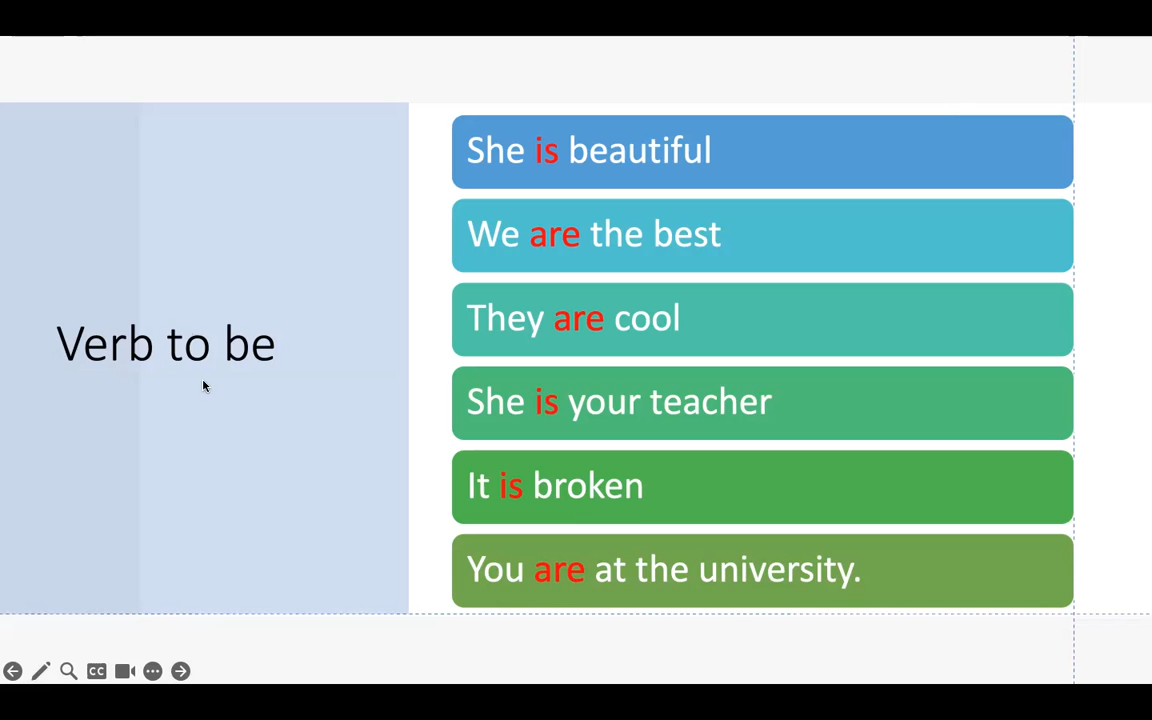 She is beautiful
We are the best
They are cool
Verb to be
She is your teacher
It is broken
You are at the university.
CC